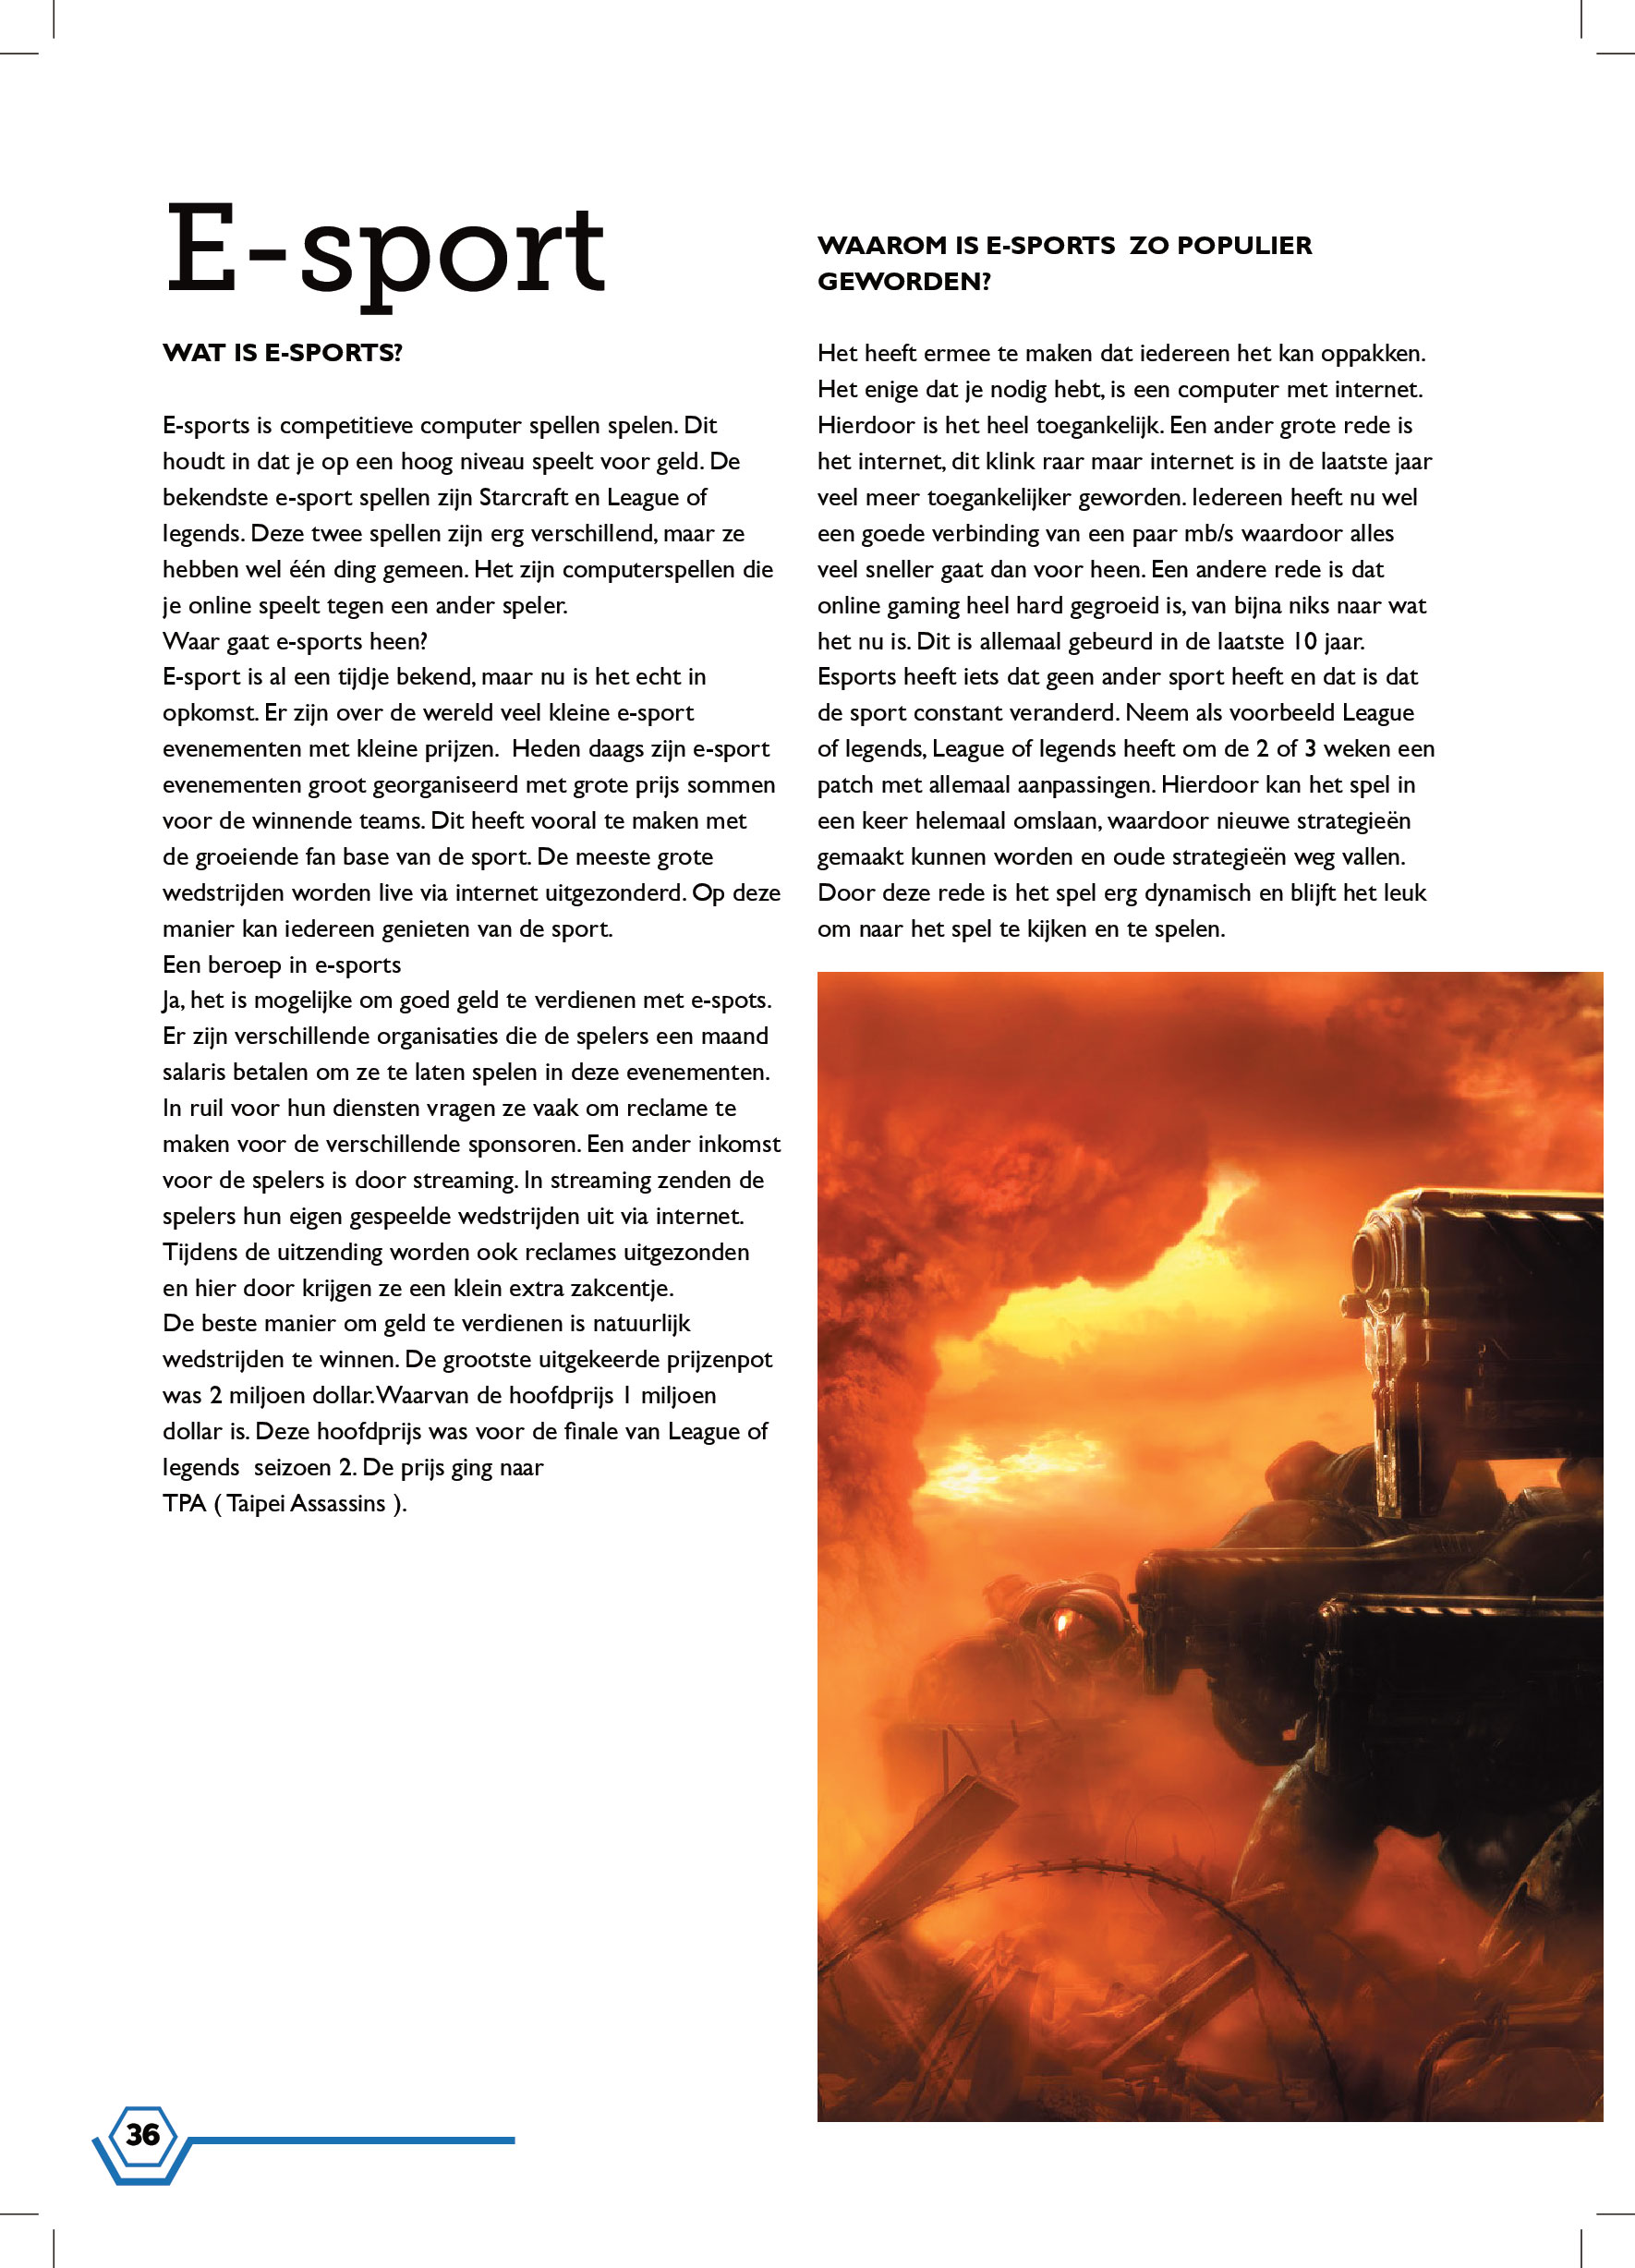 E-sport
WAT IS E-SPORTS?
E-sports is competitieve computer spellen spelen. Dit
houdt in dat je op een hoog niveau speelt voor geld. De
bekendste e-sport spellen zijn Starcraft en League of
legends. Deze twee spellen zijn erg verschillend, maar ze
hebben wel één ding gemeen. Het zijn computerspellen die
je online speelt tegen een ander speler.
Waar gaat e-sports heen?
E-sport is al een tijdje bekend, maar nu is het echt in
opkomst. Er zijn over de wereld veel kleine e-sport
evenementen met kleine prijzen.  Heden daags zijn e-sport
evenementen groot georganiseerd met grote prijs sommen
voor de winnende teams. Dit heeft vooral te maken met
de groeiende fan base van de sport. De meeste grote
wedstrijden worden live via internet uitgezonderd. Op deze
manier kan iedereen genieten van de sport.
Een beroep in e-sports
Ja, het is mogelijke om goed geld te verdienen met e-spots.
Er zijn verschillende organisaties die de spelers een maand
salaris betalen om ze te laten spelen in deze evenementen.
In ruil voor hun diensten vragen ze vaak om reclame te
maken voor de verschillende sponsoren. Een ander inkomst
voor de spelers is door streaming. In streaming zenden de
spelers hun eigen gespeelde wedstrijden uit via internet.
Tijdens de uitzending worden ook reclames uitgezonden
en hier door krijgen ze een klein extra zakcentje.
De beste manier om geld te verdienen is natuurlijk
wedstrijden te winnen. De grootste uitgekeerde prijzenpot
was 2 miljoen dollar. Waarvan de hoofdprijs 1 miljoen
dollar is. Deze hoofdprijs was voor de finale van League of
legends  seizoen 2. De prijs ging naar
TPA ( Taipei Assassins ).
WAAROM IS E-SPORTS  ZO POPULIER
GEWORDEN?
Het heeft ermee te maken dat iedereen het kan oppakken.
Het enige dat je nodig hebt, is een computer met internet.
Hierdoor is het heel toegankelijk. Een ander grote rede is
het internet, dit klink raar maar internet is in de laatste jaar
veel meer toegankelijker geworden. Iedereen heeft nu wel
een goede verbinding van een paar mb/s waardoor alles
veel sneller gaat dan voor heen. Een andere rede is dat
online gaming heel hard gegroeid is, van bijna niks naar wat
het nu is. Dit is allemaal gebeurd in de laatste 10 jaar.
Esports heeft iets dat geen ander sport heeft en dat is dat
de sport constant veranderd. Neem als voorbeeld League
of legends, League of legends heeft om de 2 of 3 weken een
patch met allemaal aanpassingen. Hierdoor kan het spel in
een keer helemaal omslaan, waardoor nieuwe strategieën
gemaakt kunnen worden en oude strategieën weg vallen.
Door deze rede is het spel erg dynamisch en blijft het leuk
om naar het spel te kijken en te spelen.
36